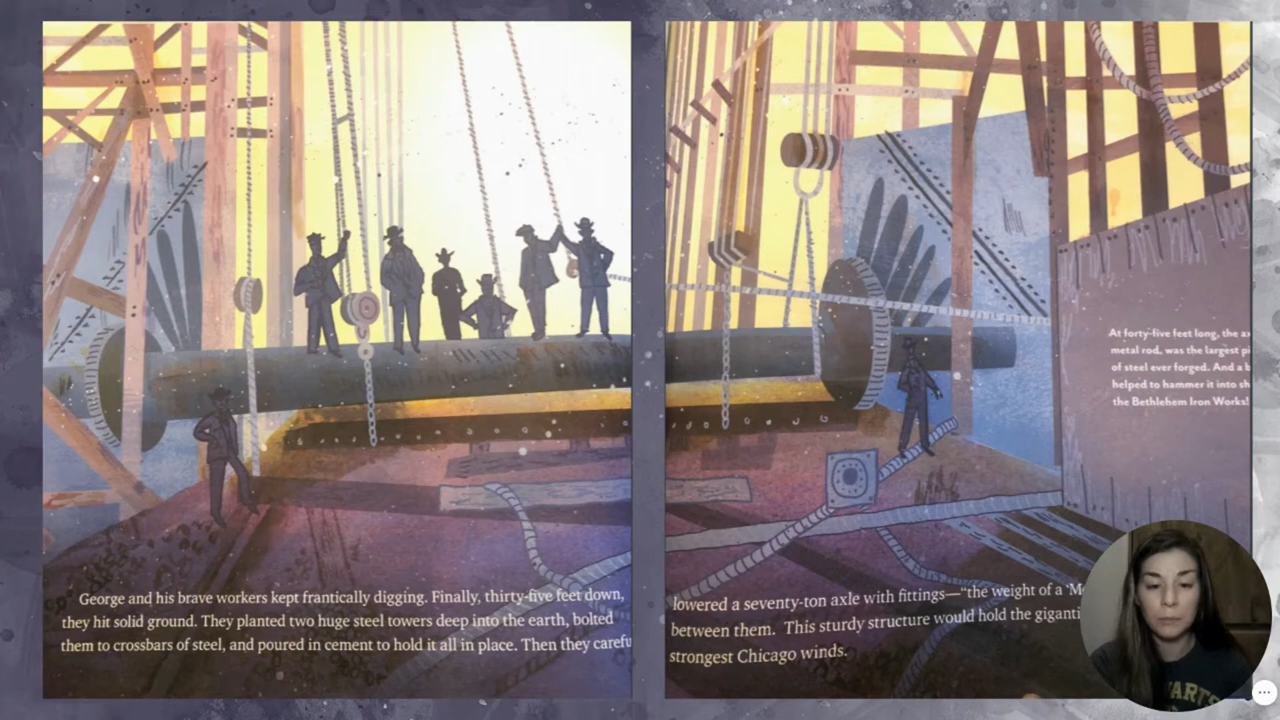 George and his brave workers kept frantically digging. Finally, thirty-five feet down,
they hit solid ground. They planted two huge steel towers deep into the earth, bolted
them to crossbars of steel, and poured in cement to hold it all in place. Then they
lowered a seventy-ton axle with fittings—“the weight of a
between them. This sturdy structure would hold the
strongest Chicago winds.
At forty-five feet long, the
metal rod, was the largest
of steel ever forged. And a
helped to hammer it into
the Bethlehem Iron Works!